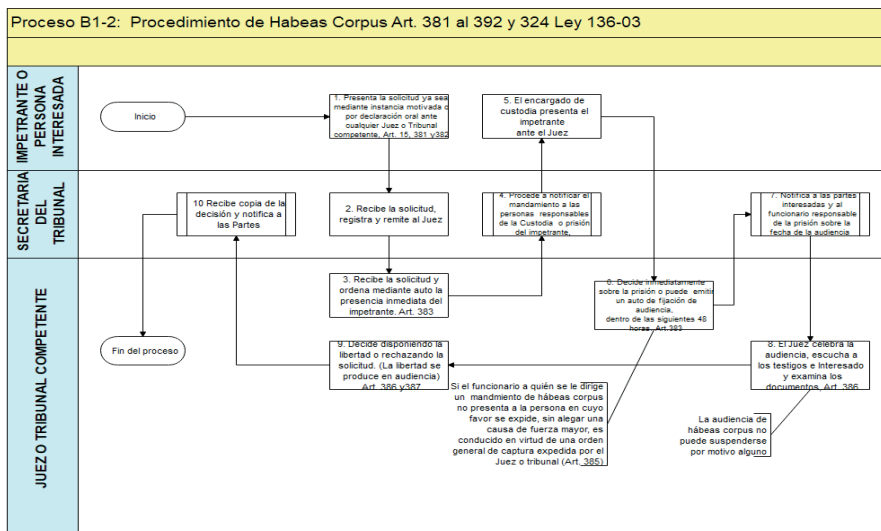 Proceso B1-2: Procedimiento de Habeas Corpus Art. 381 al 392 y 324 Ley 136-03
IMPETRANTE O
PERSONA
INTERESADA
Inicio
1. Presenta la solicitud ya sea
mediante instancia motivada o
por declaración oral ante
cualquier Juez o Tribunal
competente, Art. 15, 381 y382
5. El encargado de
custodia presenta el
impetrante
ante el Juez
SECRETARIA
DEL
TRIBUNAL
10 Recibe copia de la
decisión y notifica a
las Partes
2. Recibe la solicitud,
registra y remite al Juez
4. Procede a notificar el
mandamiento a las
personas responsables
de la Custodia o prisión
del impetrante,
7. Notifica a las partes
interesadas y al
funcionario responsable
de la prisión sobre la
fecha de la audiencia
JUEZ O TRIBUNAL COMPETENTE
3. Recibe la solicitud y
ordena mediante auto la
presencia inmediata del
impetrante. Art. 383
6. Decide inmediatamente
sobre la prisión o puede emitir
un auto de fijación de
audiencia,
dentro de las siguientes 48
horas Art.383
Fin del proceso
9. Decide disponiendo la
libertad o rechazando la
solicitud. (La libertad se
produce en audiencia)
Art. 386 y387
8. El Juez celebra la
audiencia, escucha a
los testigos e Interesado
y examina los
documentos, Art. 386
Si el funcionario a quién se le dirige
un mandmiento de hábeas corpus
no presenta a la persona en cuyo
favor se expide, sin alegar una
causa de fuerza mayor, es
conducido en virtud de una orden
general de captura expedida por el
Juez o tribunal (Art. 385)
La audiencia de
hábeas corpus no
puede suspenderse
por motivo alguno